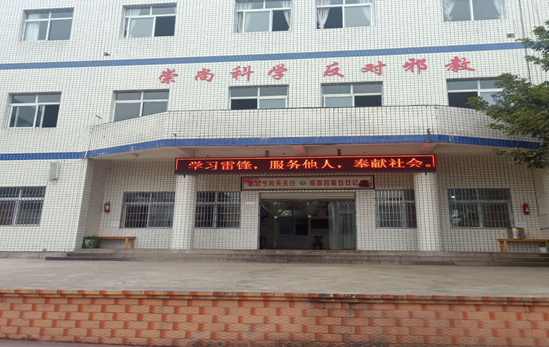 崇尚科学 反对邪教
学习雷锋，服务他人，奉献社会。